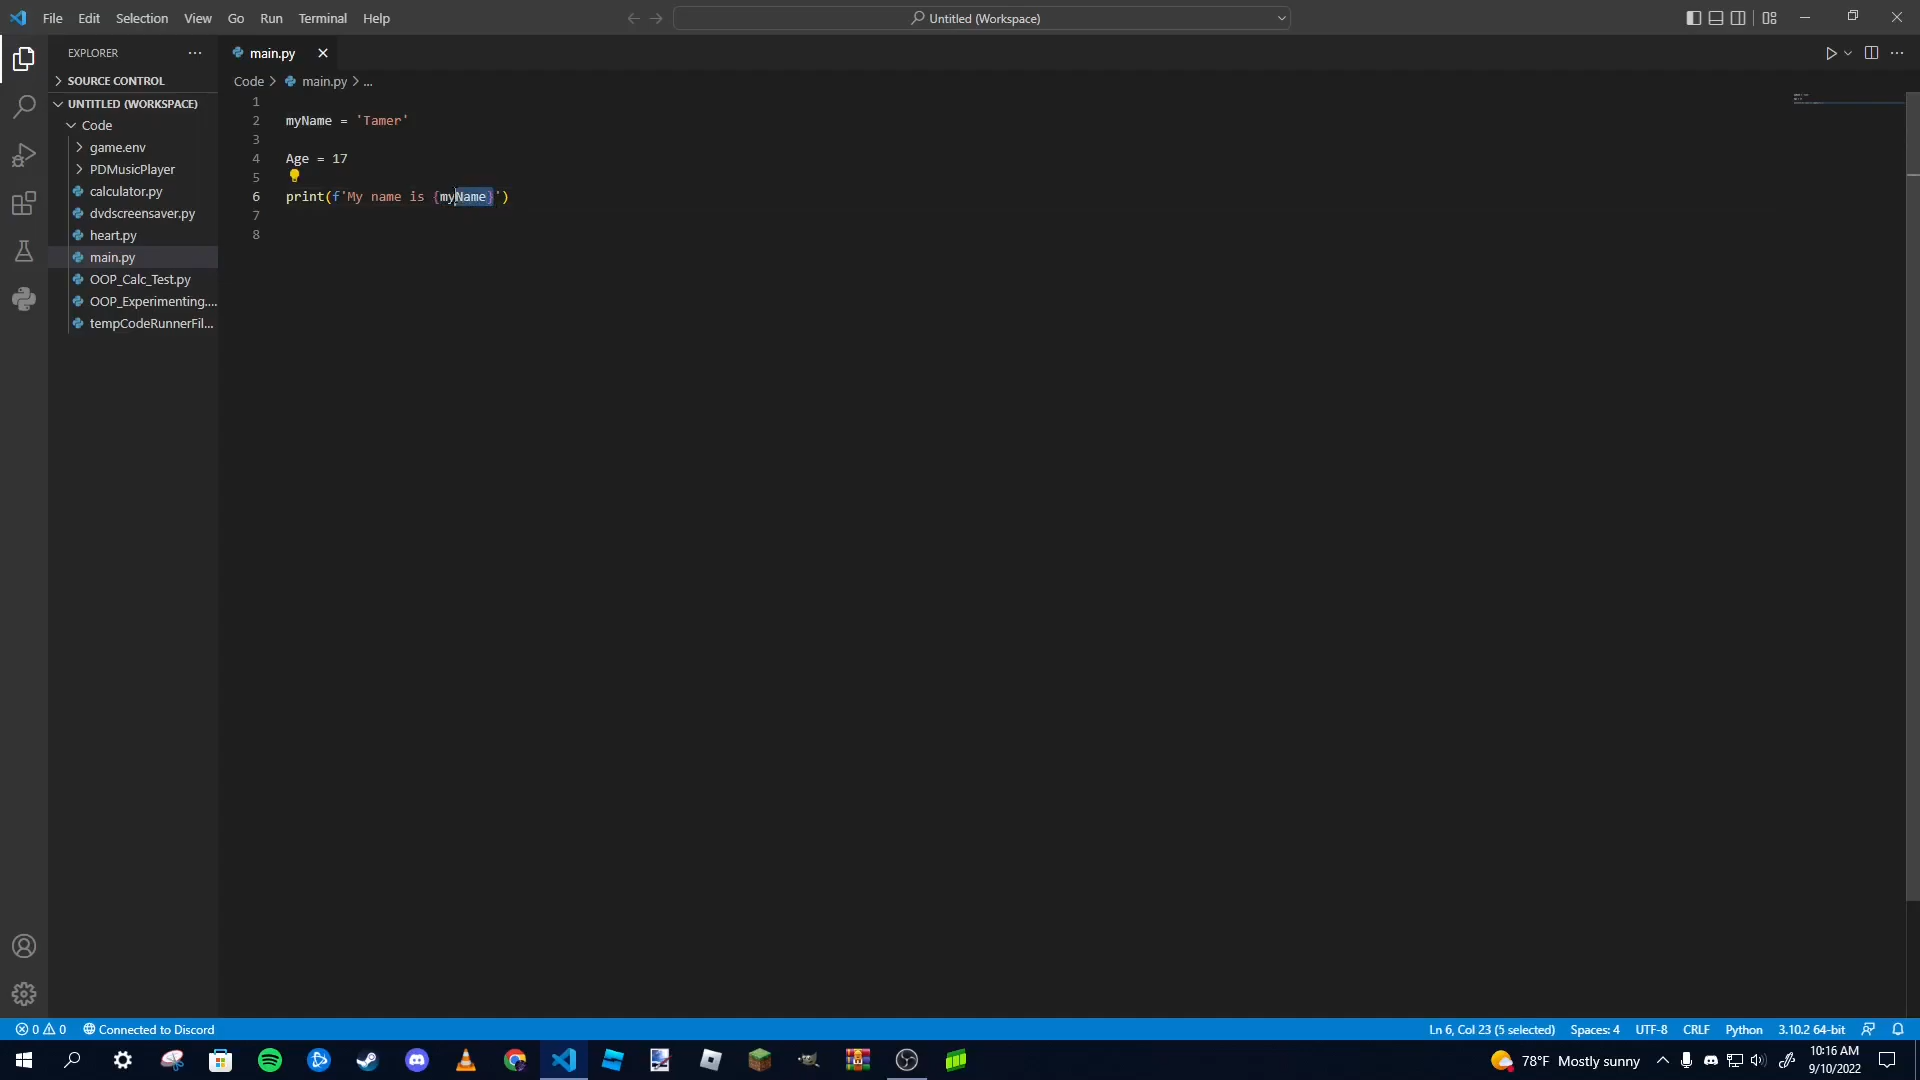 File Edit Selection View Go Run Terminal Help
Untitled (Workspace)
EXPLORER
SOURCE CONTROL
UNTITLED (WORKSPACE)
Code
game.env
PDMusicPlayer
calculator.py
dvdscreensaver.py
heart.py
main.py
OOP_Calc_Test.py
OOP_Experimenting....
tempCodeRunnerFil...
main.py
Code > main.py > ...
1
2 myName = 'Tamer'
3
4 Age = 17
5
6 print(f'My name is {myName}')
7
8
0 0 Connected to Discord
Ln 6, Col 23 (5 selected) Spaces: 4 UTF-8 CRLF Python 3.10.2 64-bit
78°F Mostly sunny
10:16 AM
9/10/2022